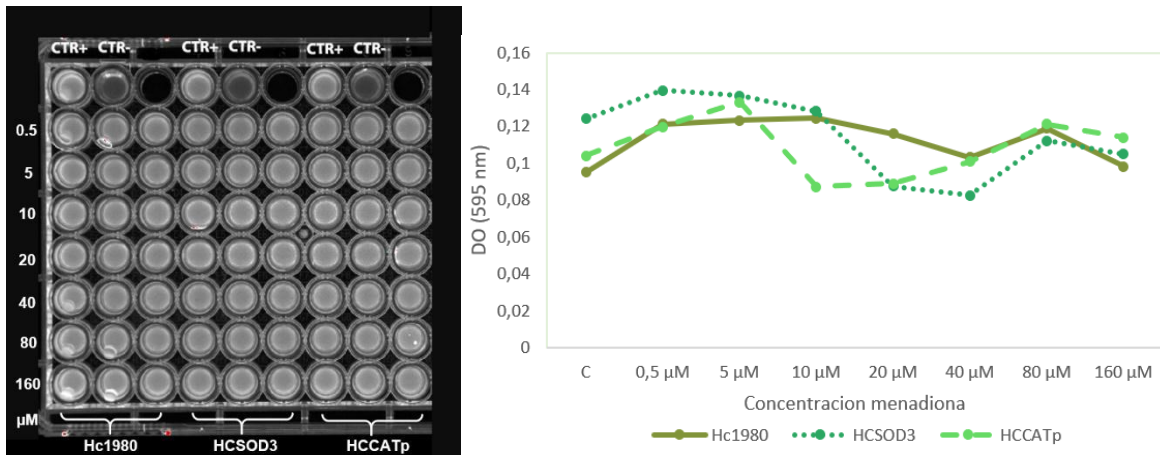 CTR+ CTR- CTR+ CTR- CTR+ CTR-
0.5
5
10
20
40
80
160
µM
Hc1980 HCSOD3 HCCATp
0,16
0,14
0,12
0,1
0,08
0,06
0,04
0,02
0
DO (595 nm)
C 0,5 µM 5 µM 10 µM 20 µM 40 µM 80 µM 160 µM
Concentracion menadiona
Hc1980 HCSOD3 HCCATp